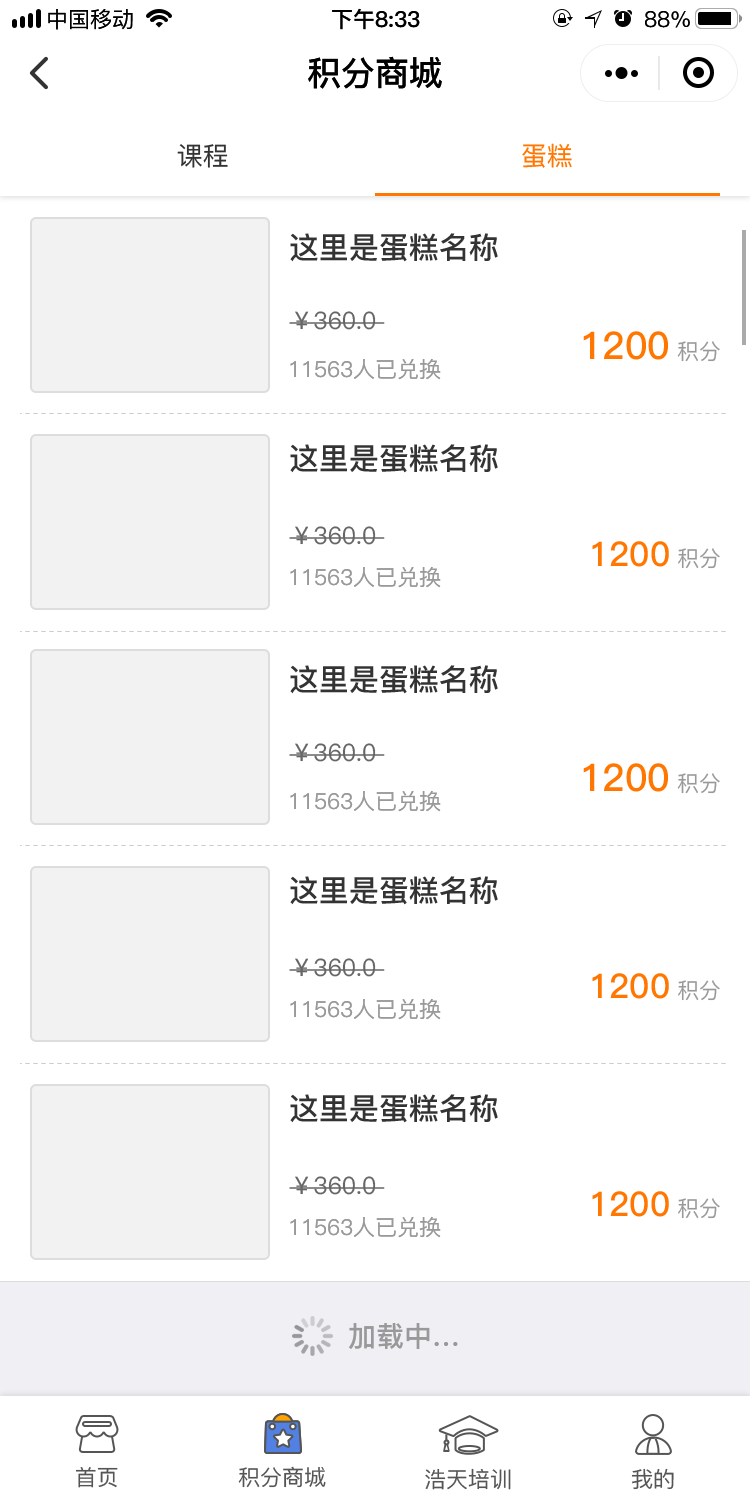 中国移动 下午8:33 88%
积分商城
课程 蛋糕
这里是蛋糕名称
￥360.0
1200 积分
11563人已兑换
这里是蛋糕名称
￥360.0
1200 积分
11563人已兑换
这里是蛋糕名称
￥360.0
1200 积分
11563人已兑换
这里是蛋糕名称
￥360.0
1200 积分
11563人已兑换
这里是蛋糕名称
￥360.0
1200 积分
11563人已兑换
加载中...
首页 积分商城 浩天培训 我的